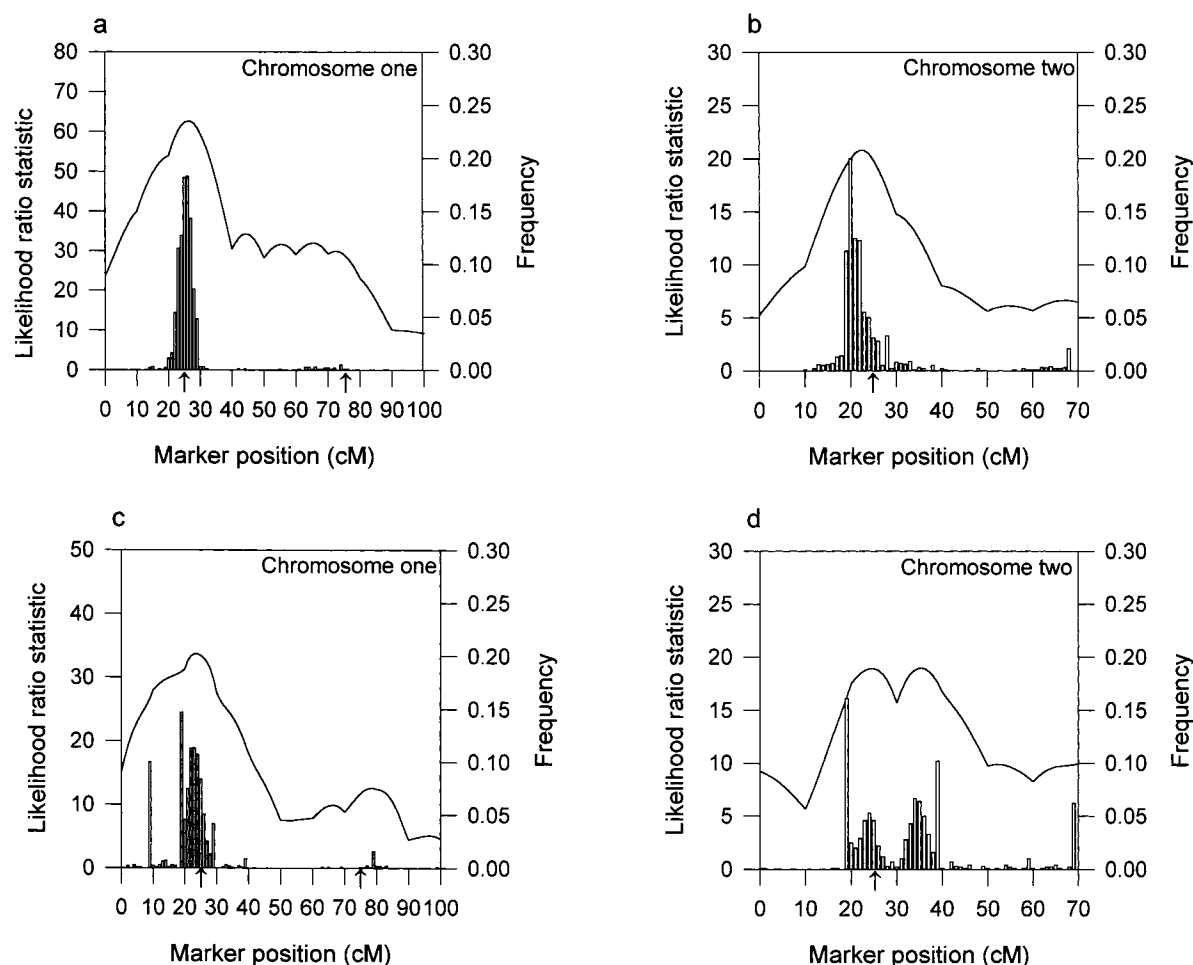 a
Chromosome one
Likelihood ratio statistic
80
70
60
50
40
30
20
10
0
0.30
0.25
0.20
0.15
0.10
0.05
0.00
Frequency
0 10 20 30 40 50 60 70 80 90 100
Marker position (cM)
b
Chromosome two
Likelihood ratio statistic
30
25
20
15
10
5
0
0.30
0.25
0.20
0.15
0.10
0.05
0.00
Frequency
0 10 20 30 40 50 60 70
Marker position (cM)
c
Chromosome one
Likelihood ratio statistic
50
40
30
20
10
0
0.30
0.25
0.20
0.15
0.10
0.05
0.00
Frequency
0 10 20 30 40 50 60 70 80 90 100
Marker position (cM)
d
Chromosome two
Likelihood ratio statistic
30
25
20
15
10
5
0
0.30
0.25
0.20
0.15
0.10
0.05
0.00
Frequency
0 10 20 30 40 50 60 70
Marker position (cM)